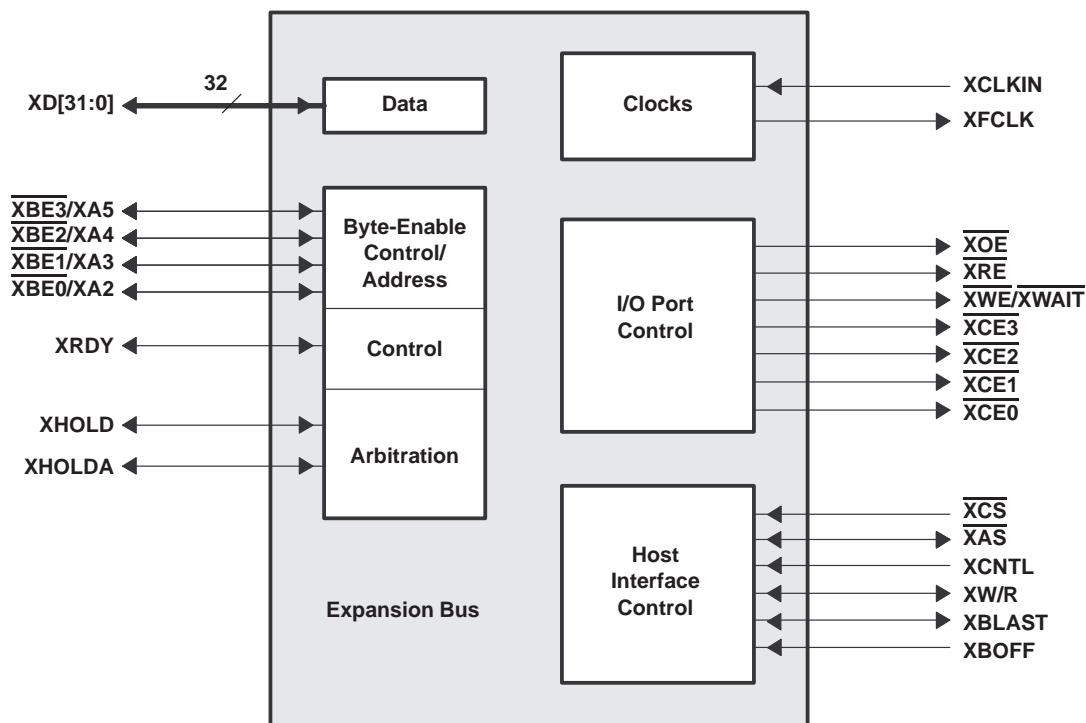 32
XD[31:0]
Data
XBE3/XA5
XBE2/XA4
XBE1/XA3
XBE0/XA2
Byte-Enable
Control/
Address
XRDY
Control
XHOLD
XHOLDA
Arbitration
Expansion Bus
Clocks
XCLKIN
XFCLK
I/O Port
Control
XOE
XRE
XWE/XWAIT
XCE3
XCE2
XCE1
XCE0
Host
Interface
Control
XCS
XAS
XCNTL
XW/R
XBLAST
XBOFF